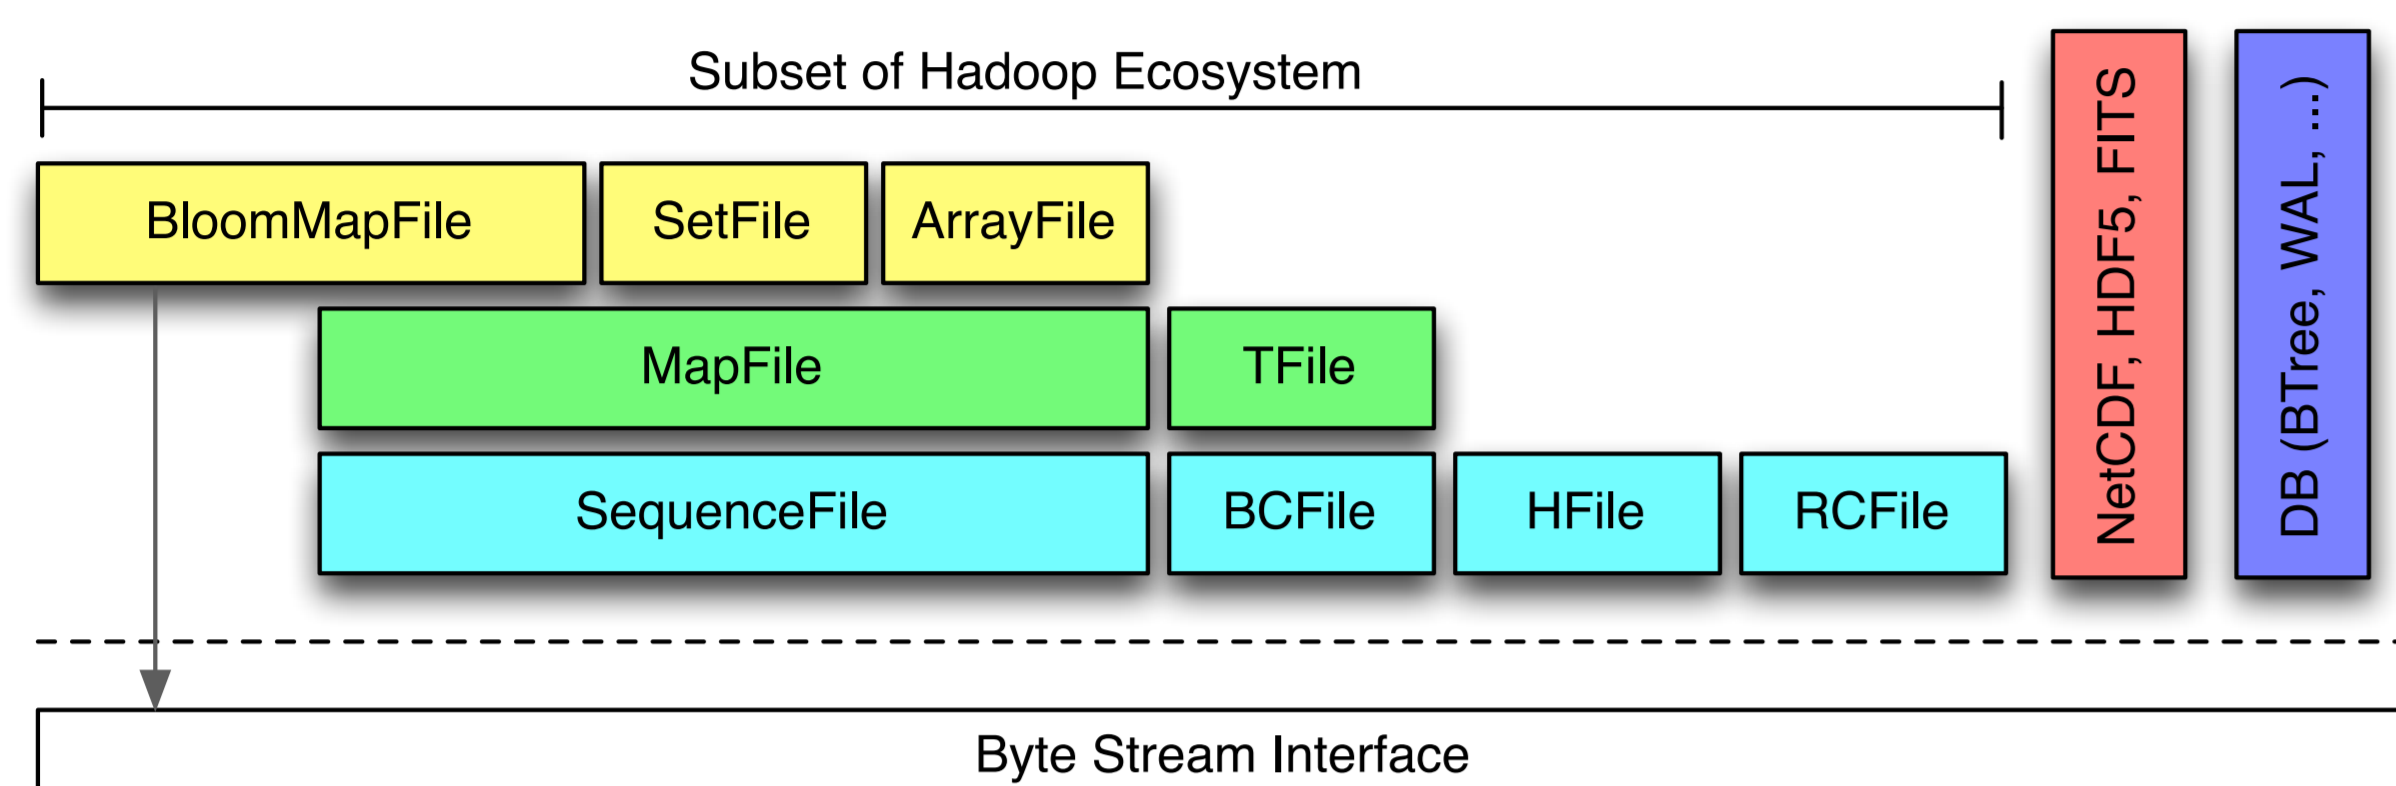 Subset of Hadoop Ecosystem
BloomMapFile
SetFile
ArrayFile
MapFile
TFile
SequenceFile
BCFile
HFile
RCFile
NetCDF, HDF5, FITS
DB (BTree, WAL, ...)
Byte Stream Interface